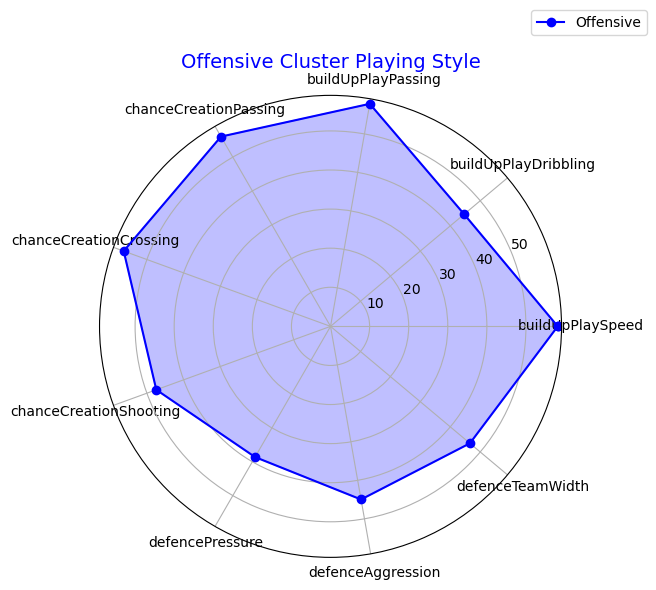 Offensive
Offensive Cluster Playing Style
buildUpPlayPassing
chanceCreationPassing
buildUpPlayDribbling
chanceCreationCrossing
50
40
30
20
10
buildUpPlaySpeed
chanceCreationShooting
defenceTeamWidth
defencePressure
defenceAggression